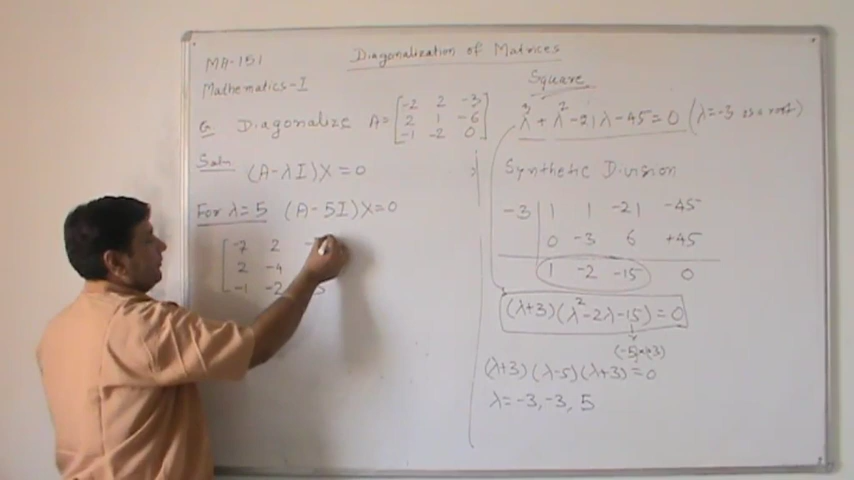 MA-151
Diagonalization of Matrices
Mathematics-I
Q. Diagonalize A = [-2 2 -3
2 1 -6
-1 -2 0]
Soln. (A-λI)X=0
For λ=5 (A-5I)X=0
[-7 2
2 -4
-1 -2
Square
λ³+λ²-21λ-45=0 (λ=-3 is a root)
Synthetic Division
-3 | 1 1 -21 -45
0 -3 6 +45
1 -2 -15 0
(λ+3)(λ²-2λ-15)=0
(λ+3)(λ-5)(λ+3)=0
λ=-3,-3, 5